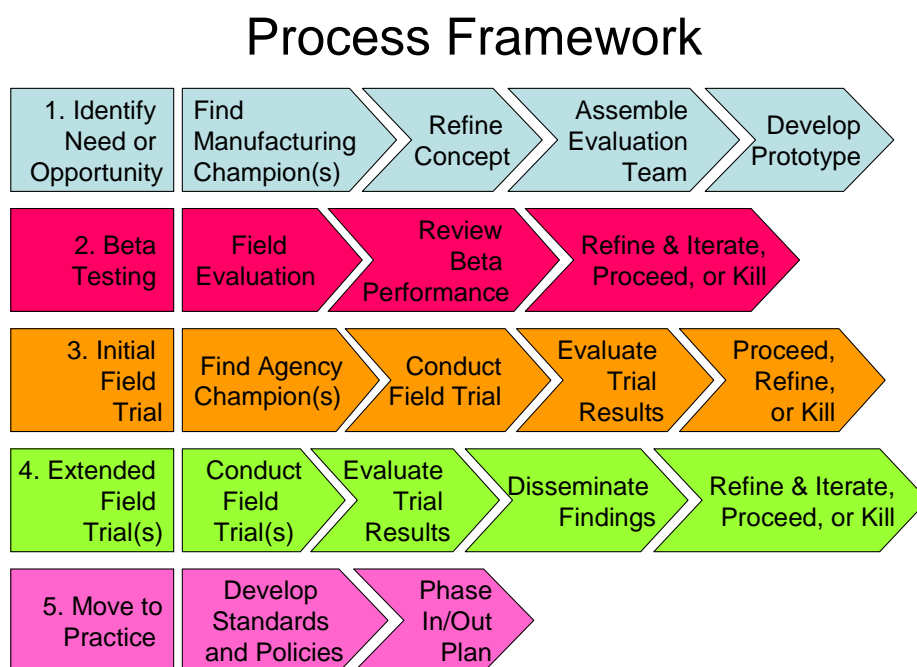 Process Framework
1. Identify
Need or
Opportunity
Find
Manufacturing
Champion(s)
Refine
Concept
Assemble
Evaluation
Team
Develop
Prototype
2. Beta
Testing
Field
Evaluation
Review
Beta
Performance
Refine & Iterate,
Proceed, or Kill
3. Initial
Field
Trial
Find Agency
Champion(s)
Conduct
Field Trial
Evaluate
Trial
Results
Proceed,
Refine,
or Kill
4. Extended
Field
Trial(s)
Conduct
Field
Trial(s)
Evaluate
Trial
Results
Disseminate
Findings
Refine & Iterate,
Proceed, or Kill
5. Move to
Practice
Develop
Standards
and Policies
Phase
In/Out
Plan